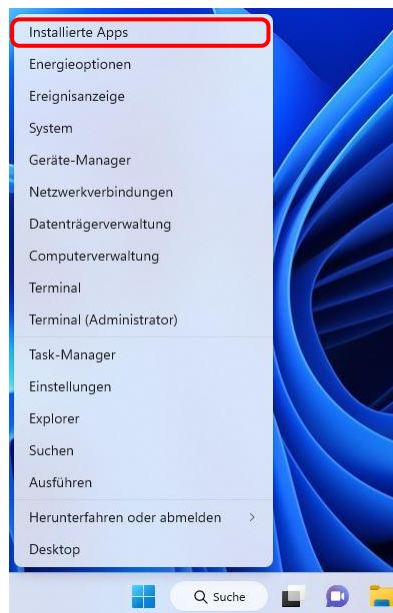 Installierte Apps
Energieoptionen
Ereignisanzeige
System
Geräte-Manager
Netzwerkverbindungen
Datenträgerverwaltung
Computerverwaltung
Terminal
Terminal (Administrator)
Task-Manager
Einstellungen
Explorer
Suchen
Ausführen
Herunterfahren oder abmelden
Desktop
Suche